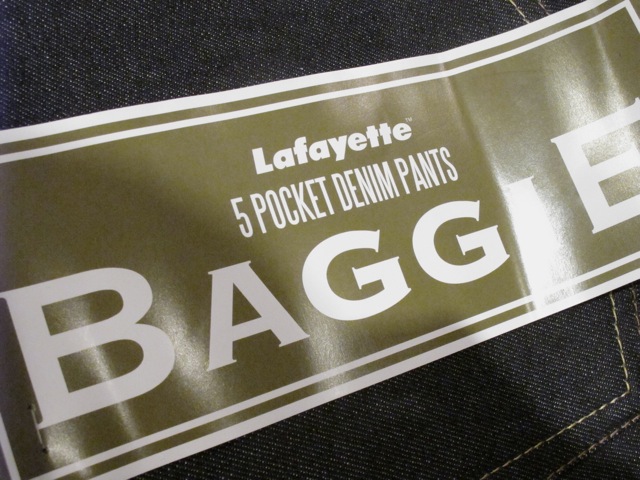 Lafayette™
5 POCKET DENIM PANTS
BAGGIE